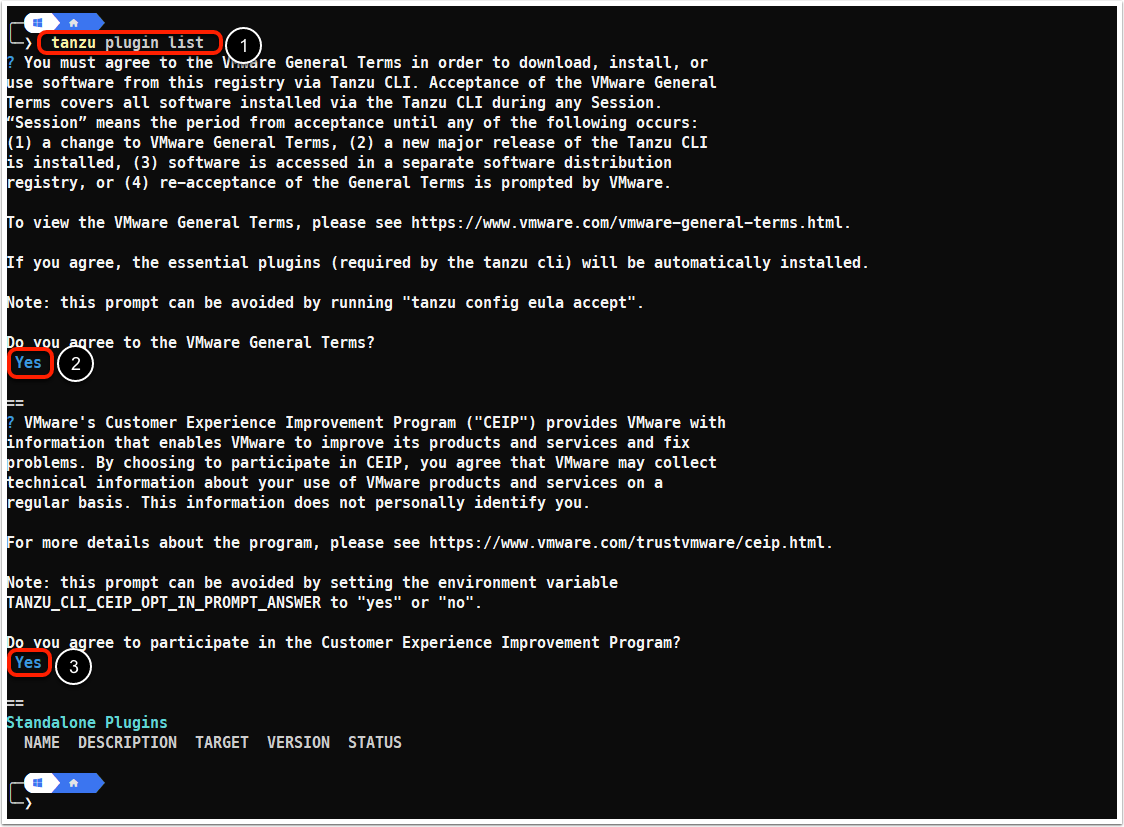 tanzu plugin list
1
? You must agree to the VMware General Terms in order to download, install, or
use software from this registry via Tanzu CLI. Acceptance of the VMware General
Terms covers all software installed via the Tanzu CLI during any Session.
“Session” means the period from acceptance until any of the following occurs:
(1) a change to VMware General Terms, (2) a new major release of the Tanzu CLI
is installed, (3) software is accessed in a separate software distribution
registry, or (4) re-acceptance of the General Terms is prompted by VMware.
To view the VMware General Terms, please see https://www.vmware.com/vmware-general-terms.html.
If you agree, the essential plugins (required by the tanzu cli) will be automatically installed.
Note: this prompt can be avoided by running "tanzu config eula accept".
Do you agree to the VMware General Terms?
Yes
2
==
? VMware's Customer Experience Improvement Program ("CEIP") provides VMware with
information that enables VMware to improve its products and services and fix
problems. By choosing to participate in CEIP, you agree that VMware may collect
technical information about your use of VMware products and services on a
regular basis. This information does not personally identify you.
For more details about the program, please see https://www.vmware.com/trustvmware/ceip.html.
Note: this prompt can be avoided by setting the environment variable
TANZU_CLI_CEIP_OPT_IN_PROMPT_ANSWER to "yes" or "no".
Do you agree to participate in the Customer Experience Improvement Program?
Yes
3
==
Standalone Plugins
NAME DESCRIPTION TARGET VERSION STATUS